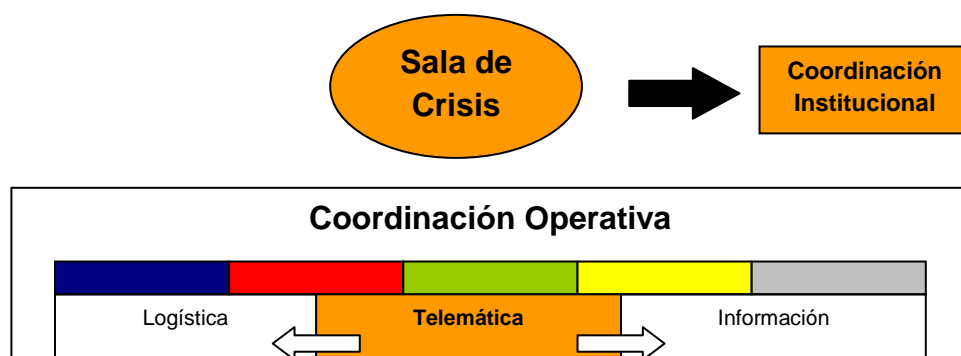 Sala de
Crisis
Coordinación
Institucional
Coordinación Operativa
Logística
Telemática
Información